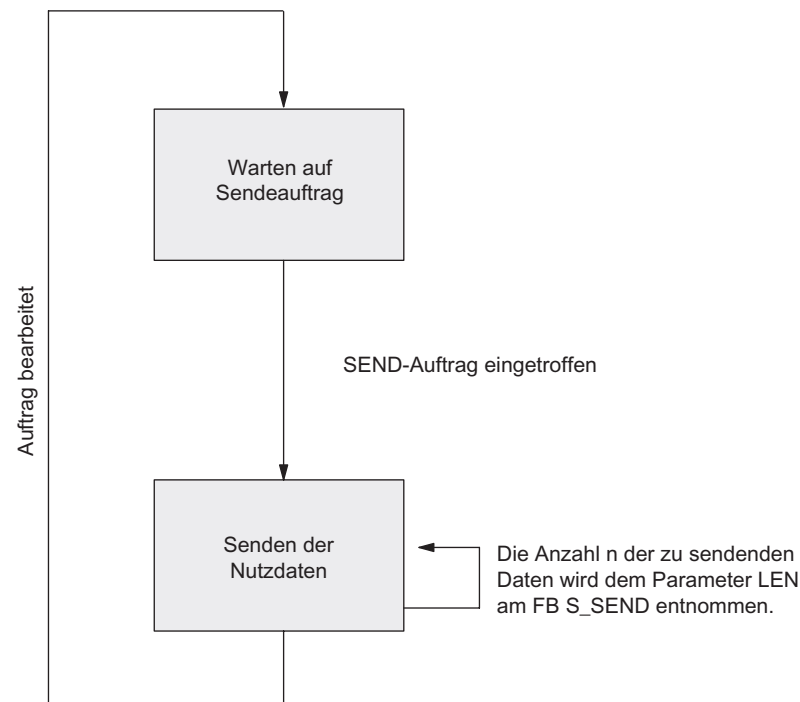 Warten auf
Sendeauftrag
Auftrag bearbeitet
SEND-Auftrag eingetroffen
Senden der
Nutzdaten
Die Anzahl n der zu sendenden
Daten wird dem Parameter LEN
am FB S_SEND entnommen.